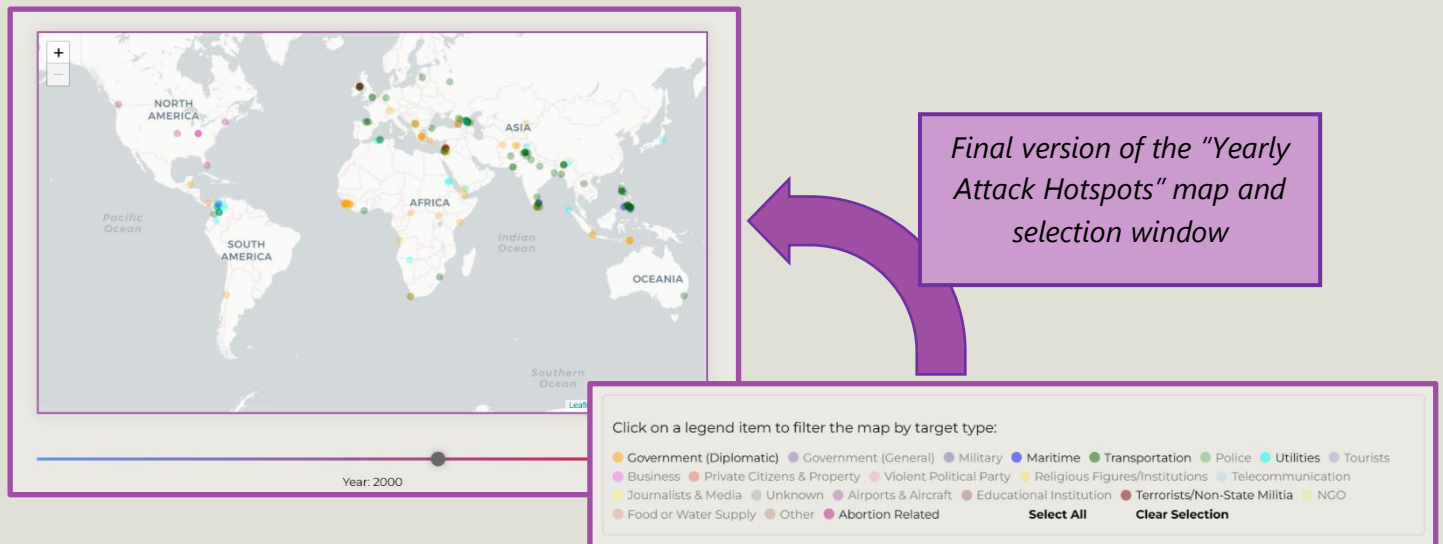 +
−
NORTH
AMERICA
ASIA
AFRICA
Pacific
Ocean
Indian
Ocean
SOUTH
AMERICA
OCEANIA
Southern
Ocean
Year: 2000
Final version of the “Yearly
Attack Hotspots” map and
selection window
Click on a legend item to filter the map by target type:
Government (Diplomatic) Government (General) Military Maritime Transportation Police Utilities Tourists
Business Private Citizens & Property Violent Political Party Religious Figures/Institutions Telecommunication
Journalists & Media Unknown Airports & Aircraft Educational Institution Terrorists/Non-State Militia NGO
Food or Water Supply Other Abortion Related Select All Clear Selection